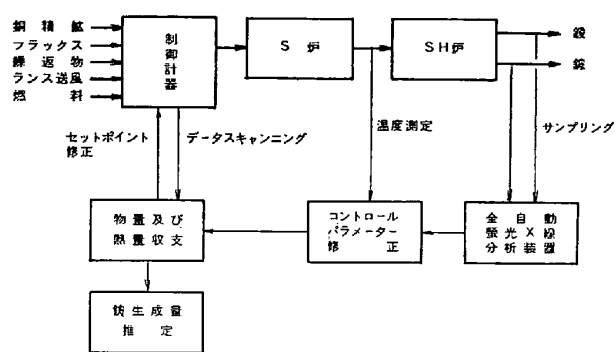 銅精鉱
フラックス
繰返物
ランス送風
燃料
制御計器
S炉
SH炉
鍰
鈹
セットポイント
修正
データスキャンニング
温度測定
サンプリング
物量及び
熱量収支
コントロール
パラメーター
修正
全自動
螢光X線
分析装置
鈹生成量
推定